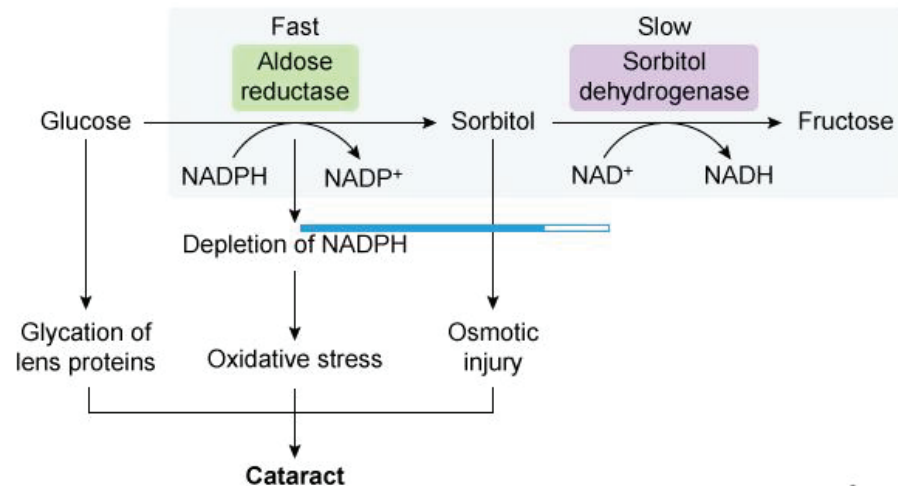 Fast
Slow
Aldose
reductase
Sorbitol
dehydrogenase
Glucose
Sorbitol
Fructose
NADPH
NADP⁺
NAD⁺
NADH
Depletion of NADPH
Glycation of
lens proteins
Oxidative stress
Osmotic
injury
Cataract